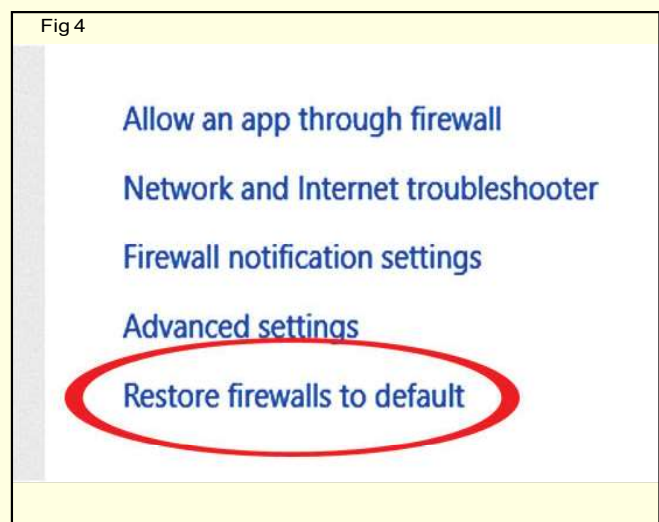 Fig 4
Allow an app through firewall
Network and Internet troubleshooter
Firewall notification settings
Advanced settings
Restore firewalls to default